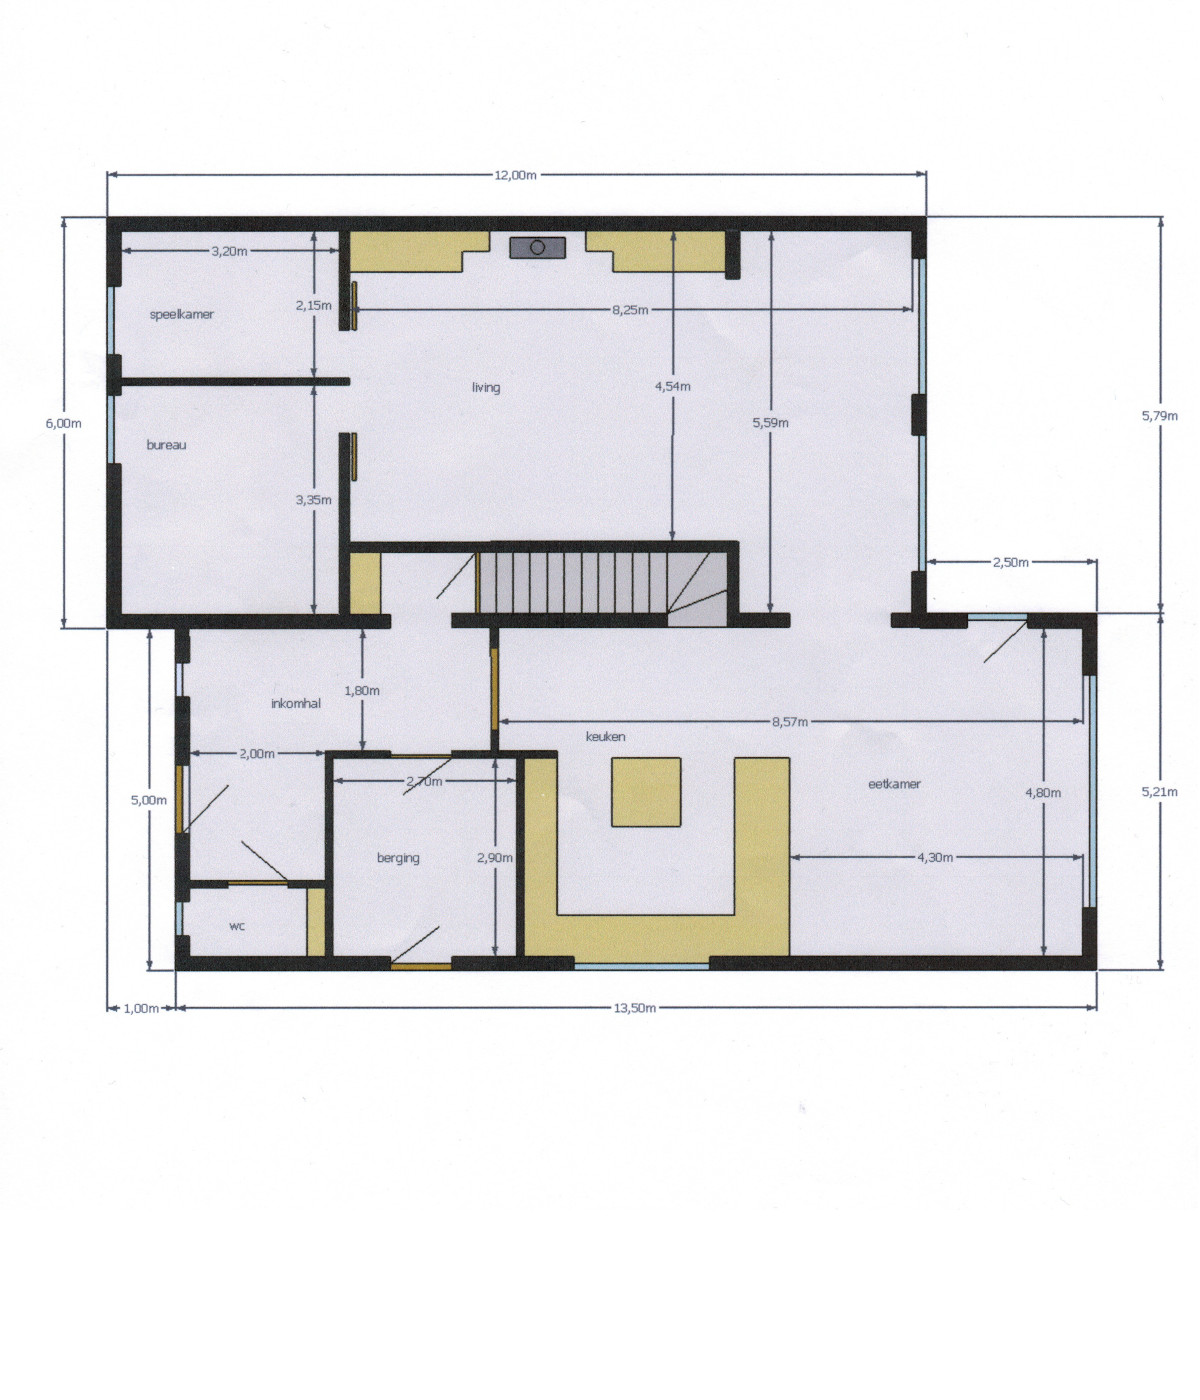 12,00m
3,20m
2,15m
speelkamer
8,25m
living
4,54m
5,59m
6,00m
5,79m
bureau
3,35m
2,50m
1,80m
inkomhal
8,57m
keuken
2,00m
2,70m
eetkamer
4,80m
5,21m
5,00m
berging
2,90m
4,30m
wc
1,00m
13,50m